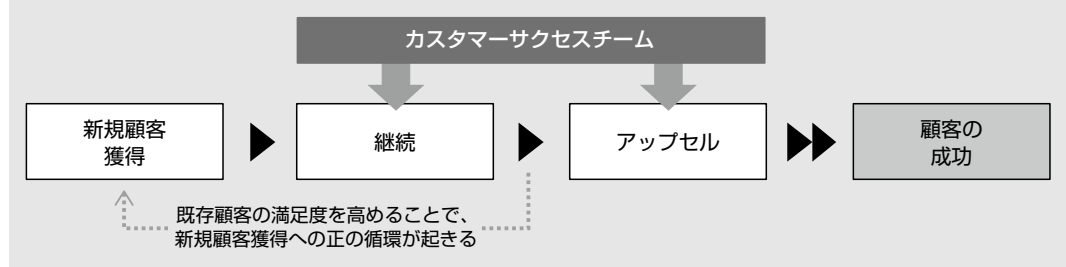 カスタマーサクセスチーム
新規顧客
獲得
継続
アップセル
顧客の
成功
既存顧客の満足度を高めることで、
新規顧客獲得への正の循環が起きる